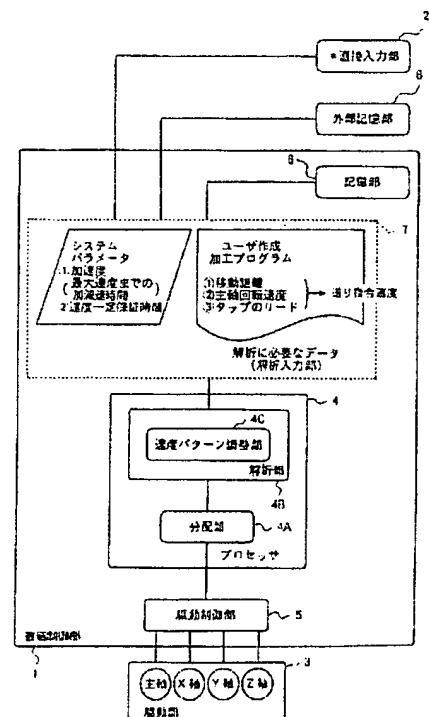 2
*直接入力部
6
外部記憶部
8
記憶部
7
システム
パラメータ
1.加速度
(最大速度までの
加減速時間)
2.速度一定保証時間
ユーザ作成
加工プログラム
①移動距離
②主軸回転速度
③タップのリード
送り指令速度
解析に必要なデータ
(解析入力部)
4
4C
速度パターン調整部
解析部
4B
分配部
4A
プロセッサ
駆動制御部
5
数値制御部
1
3
主軸
X軸
Y軸
Z軸
駆動部